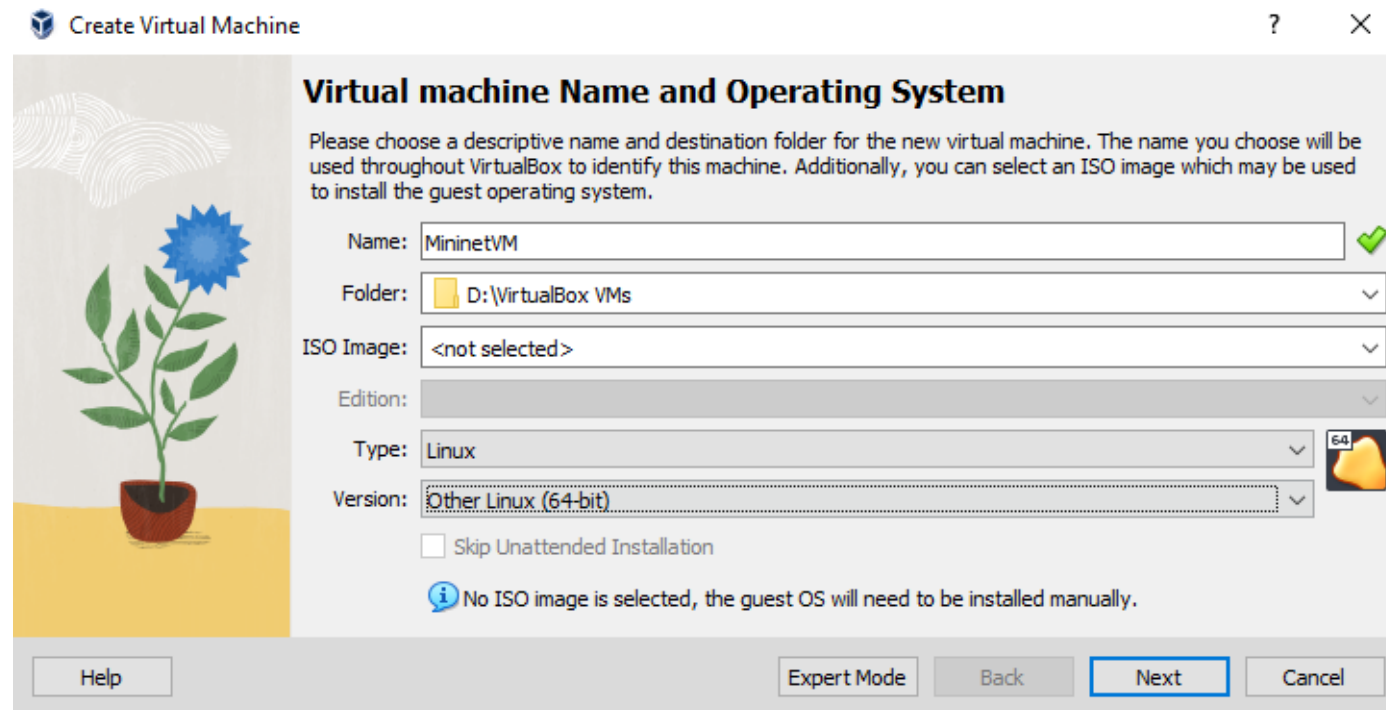 Create Virtual Machine
?
Virtual machine Name and Operating System
Please choose a descriptive name and destination folder for the new virtual machine. The name you choose will be
used throughout VirtualBox to identify this machine. Additionally, you can select an ISO image which may be used
to install the guest operating system.
Name: MininetVM
Folder: D:\VirtualBox VMs
ISO Image: <not selected>
Edition:
Type: Linux
64
Version: Other Linux (64-bit)
Skip Unattended Installation
No ISO image is selected, the guest OS will need to be installed manually.
Help Expert Mode Back Next Cancel